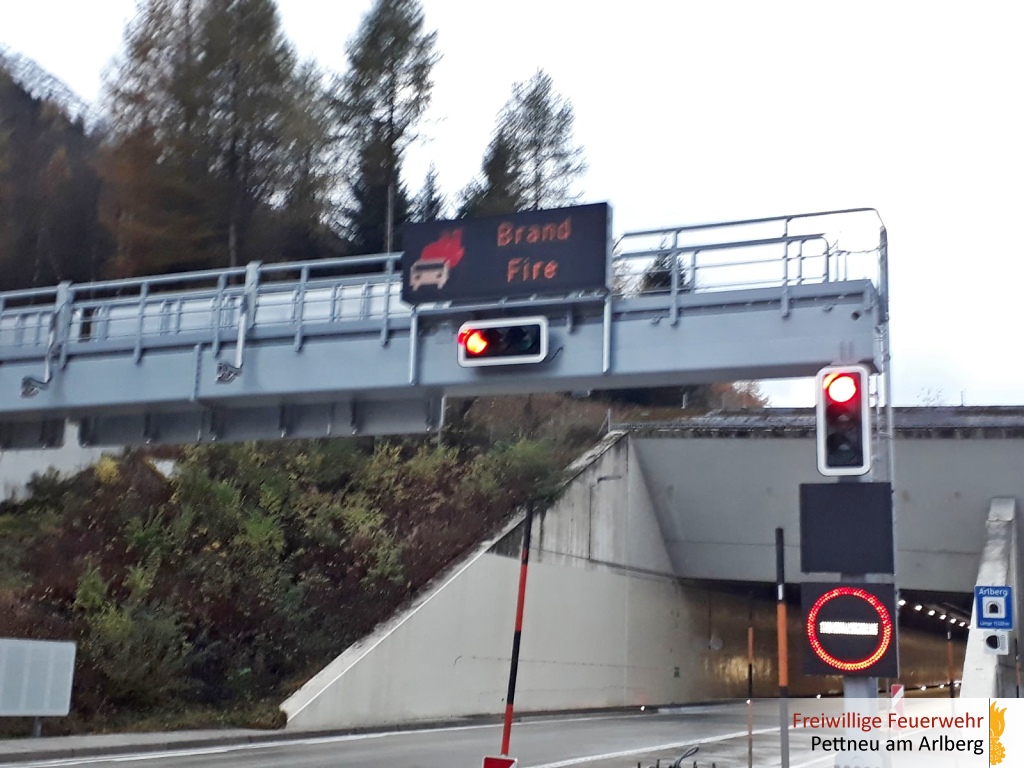 Brand
Fire
Arlberg
Freiwillige Feuerwehr
Pettneu am Arlberg